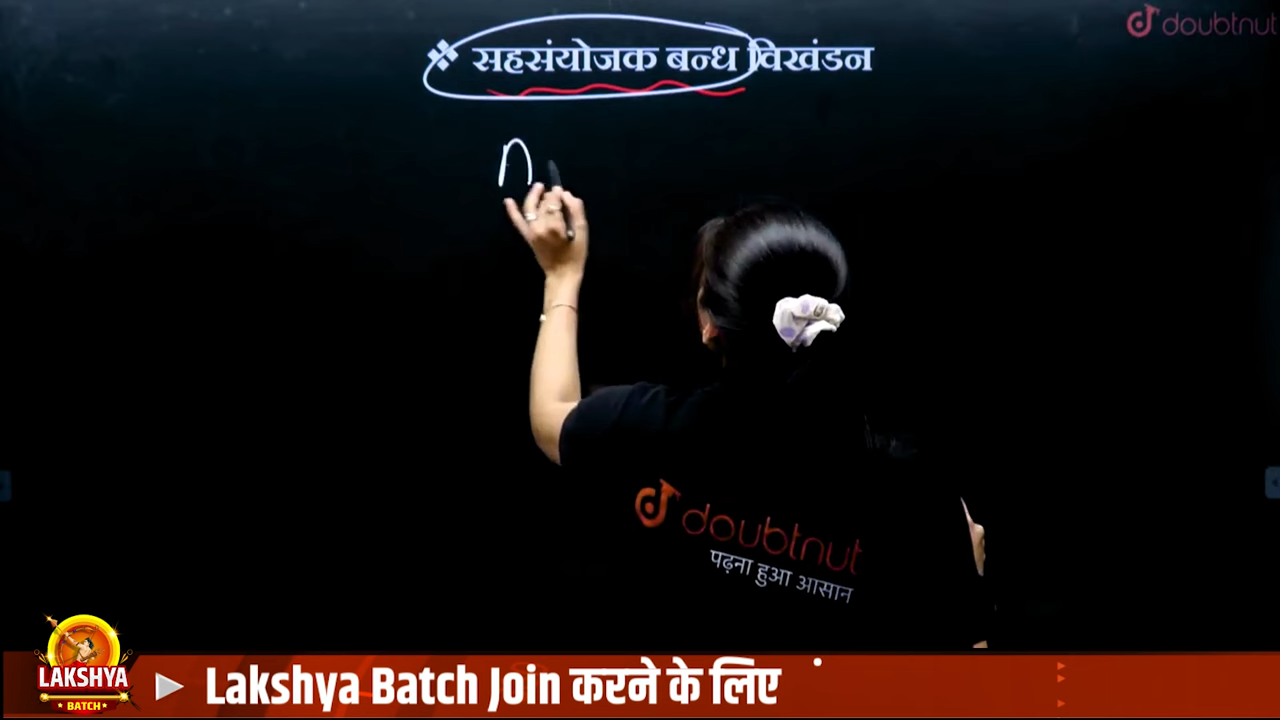 doubtnut
❖ सहसंयोजक बन्ध विखंडन
doubtnut
पढ़ना हुआ आसान
LAKSHYA
BATCH
Lakshya Batch Join करने के लिए